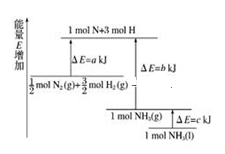 能量E增加
1 mol N+3 mol H
ΔE=a kJ
ΔE=b kJ
1/2 mol N₂(g)+3/2 mol H₂(g)
1 mol NH₃(g)
ΔE=c kJ
1 mol NH₃(l)